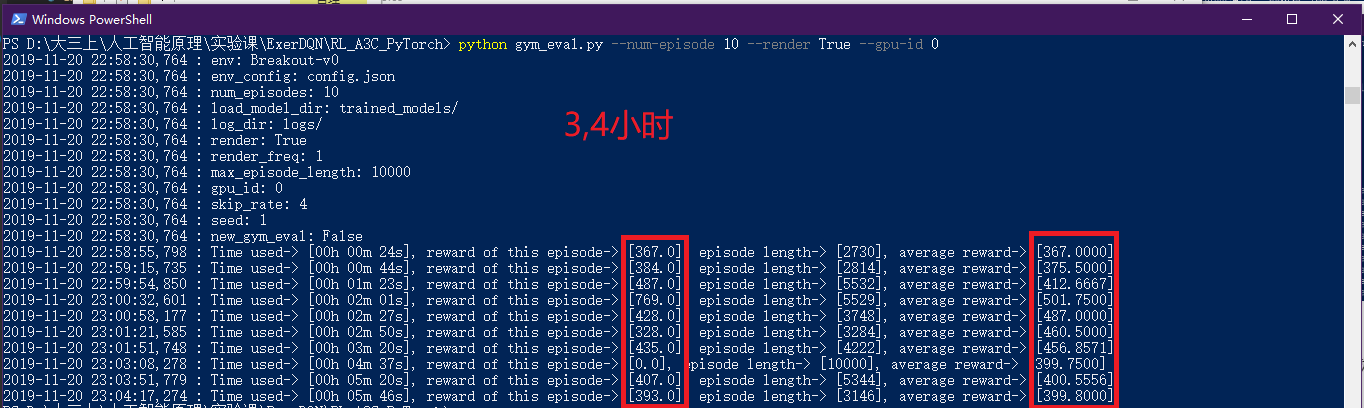 Windows PowerShell
PS D:\大三上\人工智能原理\实验课\ExerDQN\RL_A3C_PyTorch> python gym_eval.py --num-episode 10 --render True --gpu-id 0
2019-11-20 22:58:30,764 : env: Breakout-v0
2019-11-20 22:58:30,764 : env_config: config.json
2019-11-20 22:58:30,764 : num_episodes: 10
2019-11-20 22:58:30,764 : load_model_dir: trained_models/
2019-11-20 22:58:30,764 : log_dir: logs/
3,4小时
2019-11-20 22:58:30,764 : render: True
2019-11-20 22:58:30,764 : render_freq: 1
2019-11-20 22:58:30,764 : max_episode_length: 10000
2019-11-20 22:58:30,764 : gpu_id: 0
2019-11-20 22:58:30,764 : skip_rate: 4
2019-11-20 22:58:30,764 : seed: 1
2019-11-20 22:58:30,764 : new_gym_eval: False
2019-11-20 22:58:55,798 : Time used-> [00h 00m 24s], reward of this episode-> [367.0] episode length-> [2730], average reward-> [367.0000]
2019-11-20 22:59:15,735 : Time used-> [00h 00m 44s], reward of this episode-> [384.0] episode length-> [2814], average reward-> [375.5000]
2019-11-20 22:59:54,850 : Time used-> [00h 01m 23s], reward of this episode-> [487.0] episode length-> [5532], average reward-> [412.6667]
2019-11-20 23:00:32,601 : Time used-> [00h 02m 01s], reward of this episode-> [769.0] episode length-> [5529], average reward-> [501.7500]
2019-11-20 23:00:58,177 : Time used-> [00h 02m 27s], reward of this episode-> [428.0] episode length-> [3748], average reward-> [487.0000]
2019-11-20 23:01:21,585 : Time used-> [00h 02m 50s], reward of this episode-> [328.0] episode length-> [3284], average reward-> [460.5000]
2019-11-20 23:01:51,748 : Time used-> [00h 03m 20s], reward of this episode-> [435.0] episode length-> [4222], average reward-> [456.8571]
2019-11-20 23:03:08,278 : Time used-> [00h 04m 37s], reward of this episode-> [0.0], episode length-> [10000], average reward-> 399.7500]
2019-11-20 23:03:51,779 : Time used-> [00h 05m 20s], reward of this episode-> [407.0] episode length-> [5344], average reward-> [400.5556]
2019-11-20 23:04:17,274 : Time used-> [00h 05m 46s], reward of this episode-> [393.0] episode length-> [3146], average reward-> [399.8000]